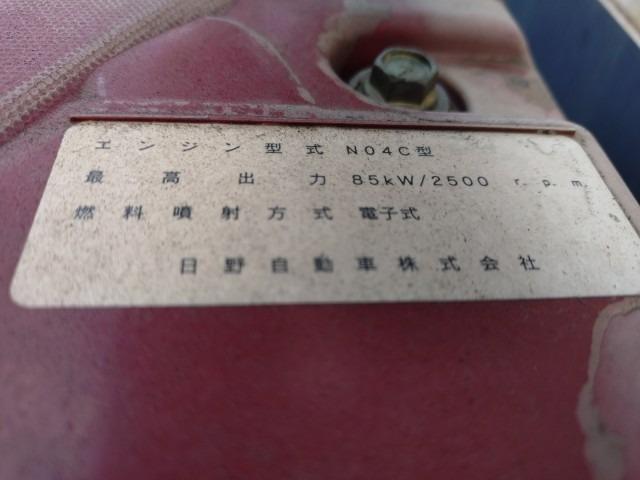 エンジン型式 N04C型
最高出力 85kW/2500 r.p.m.
燃料噴射方式 電子式
日野自動車株式会社